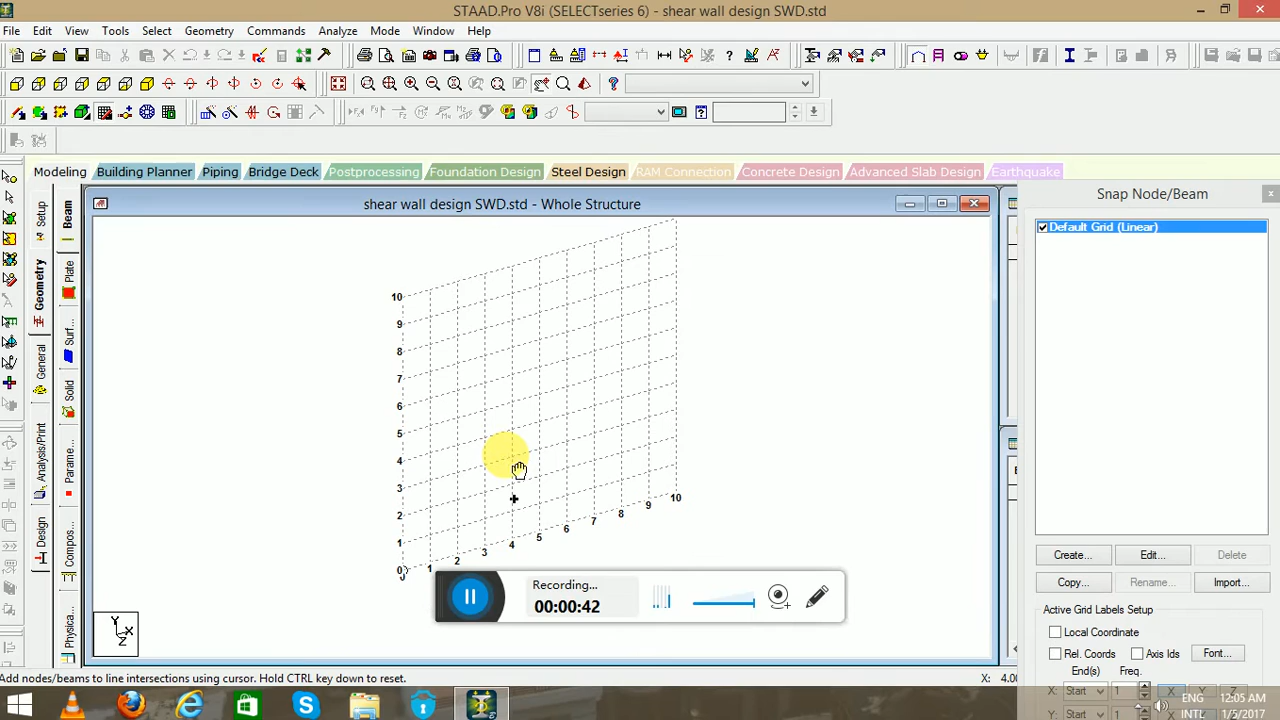 STAAD.Pro V8i (SELECTseries 6) - shear wall design SWD.std
File Edit View Tools Select Geometry Commands Analyze Mode Window Help
Modeling Building Planner Piping Bridge Deck Postprocessing Foundation Design Steel Design RAM Connection Concrete Design Advanced Slab Design Earthquake
shear wall design SWD.std - Whole Structure
Snap Node/Beam
Default Grid (Linear)
Setup
Geometry
General
Analysis/Print
Design
Beam
Plate
Surf...
Solid
Parame...
Compos...
Physica...
10
9
8
7
6
5
4
3
2
1
0
1 2 3 4 5 6 7 8 9 10
Recording...
00:00:42
Y
X
Z
Create... Edit... Delete
Copy... Rename... Import...
Active Grid Labels Setup
Local Coordinate
Rel. Coords Axis Ids Font...
End(s) Freq.
X: Start 1 X
Y: Start 1
Add nodes/beams to line intersections using cursor. Hold CTRL key down to reset.
X: 4.00
ENG
INTL
12:05 AM
1/5/2017